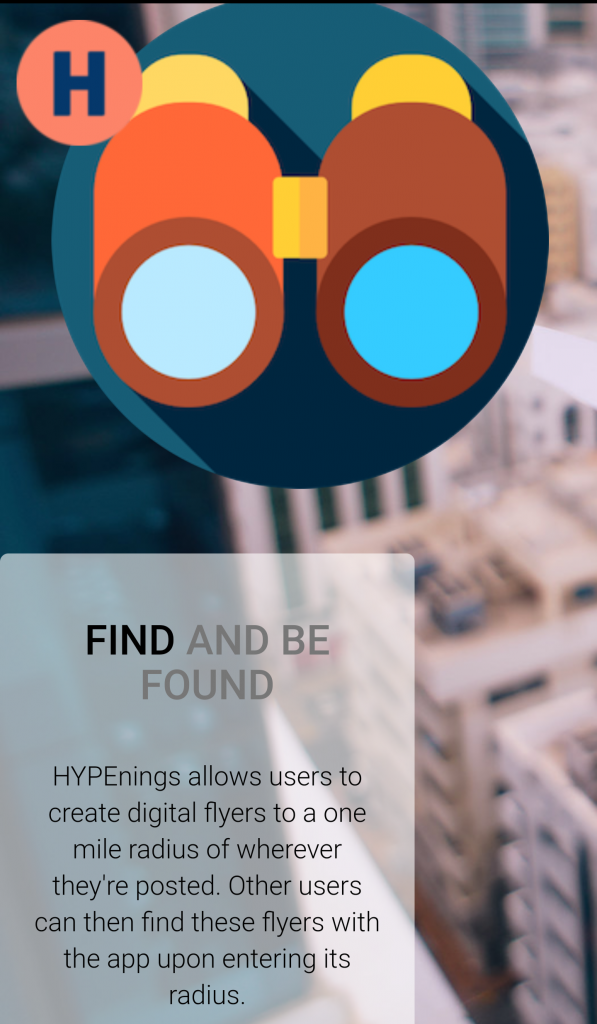 H
FIND AND BE
FOUND
HYPEnings allows users to
create digital flyers to a one
mile radius of wherever
they're posted. Other users
can then find these flyers with
the app upon entering its
radius.